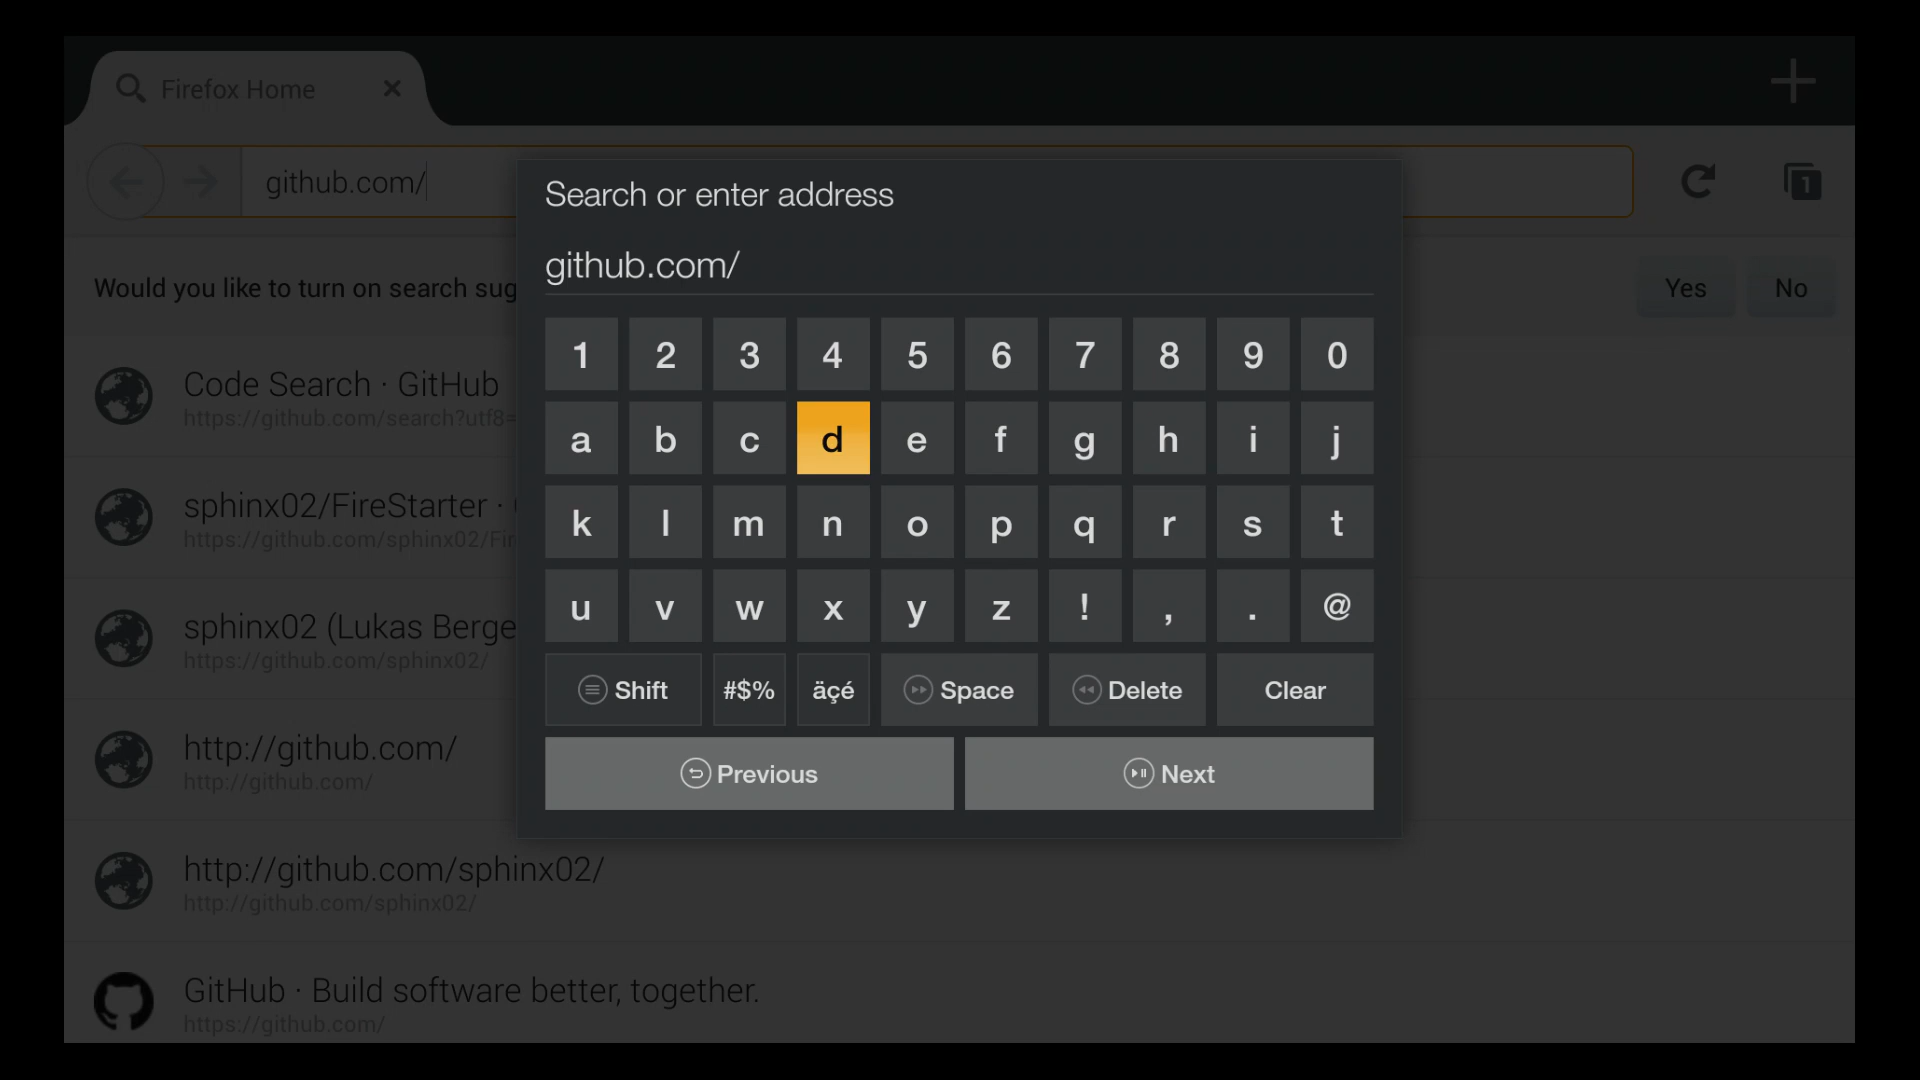 Firefox Home
github.com/
1
Search or enter address
github.com/
Would you like to turn on search sug
Yes No
1 2 3 4 5 6 7 8 9 0
a b c d e f g h i j
k l m n o p q r s t
u v w x y z ! , . @
Shift #$% äçé Space Delete Clear
Previous Next
Code Search · GitHub
https://github.com/search?utf8=
sphinx02/FireStarter ·
https://github.com/sphinx02/Fir
sphinx02 (Lukas Berge
https://github.com/sphinx02/
http://github.com/
http://github.com/
http://github.com/sphinx02/
http://github.com/sphinx02/
GitHub · Build software better, together.
https://github.com/